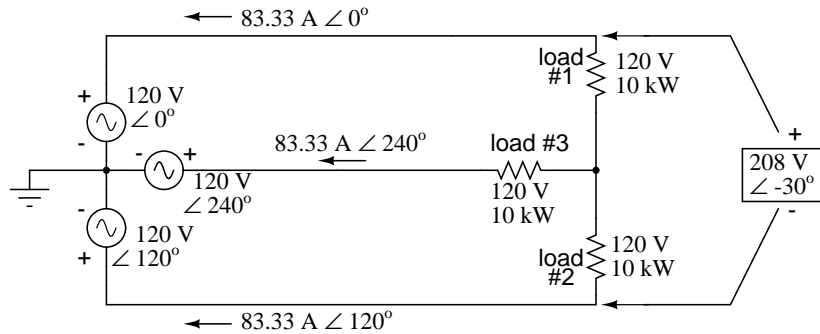 83.33 A ∠ 0°
load
#1
120 V
10 kW
+
120 V
∠ 0°
-
83.33 A ∠ 240°
load #3
- +
120 V
∠ 240°
120 V
10 kW
+
208 V
∠ -30°
-
-
120 V
∠ 120°
+
load
#2
120 V
10 kW
83.33 A ∠ 120°